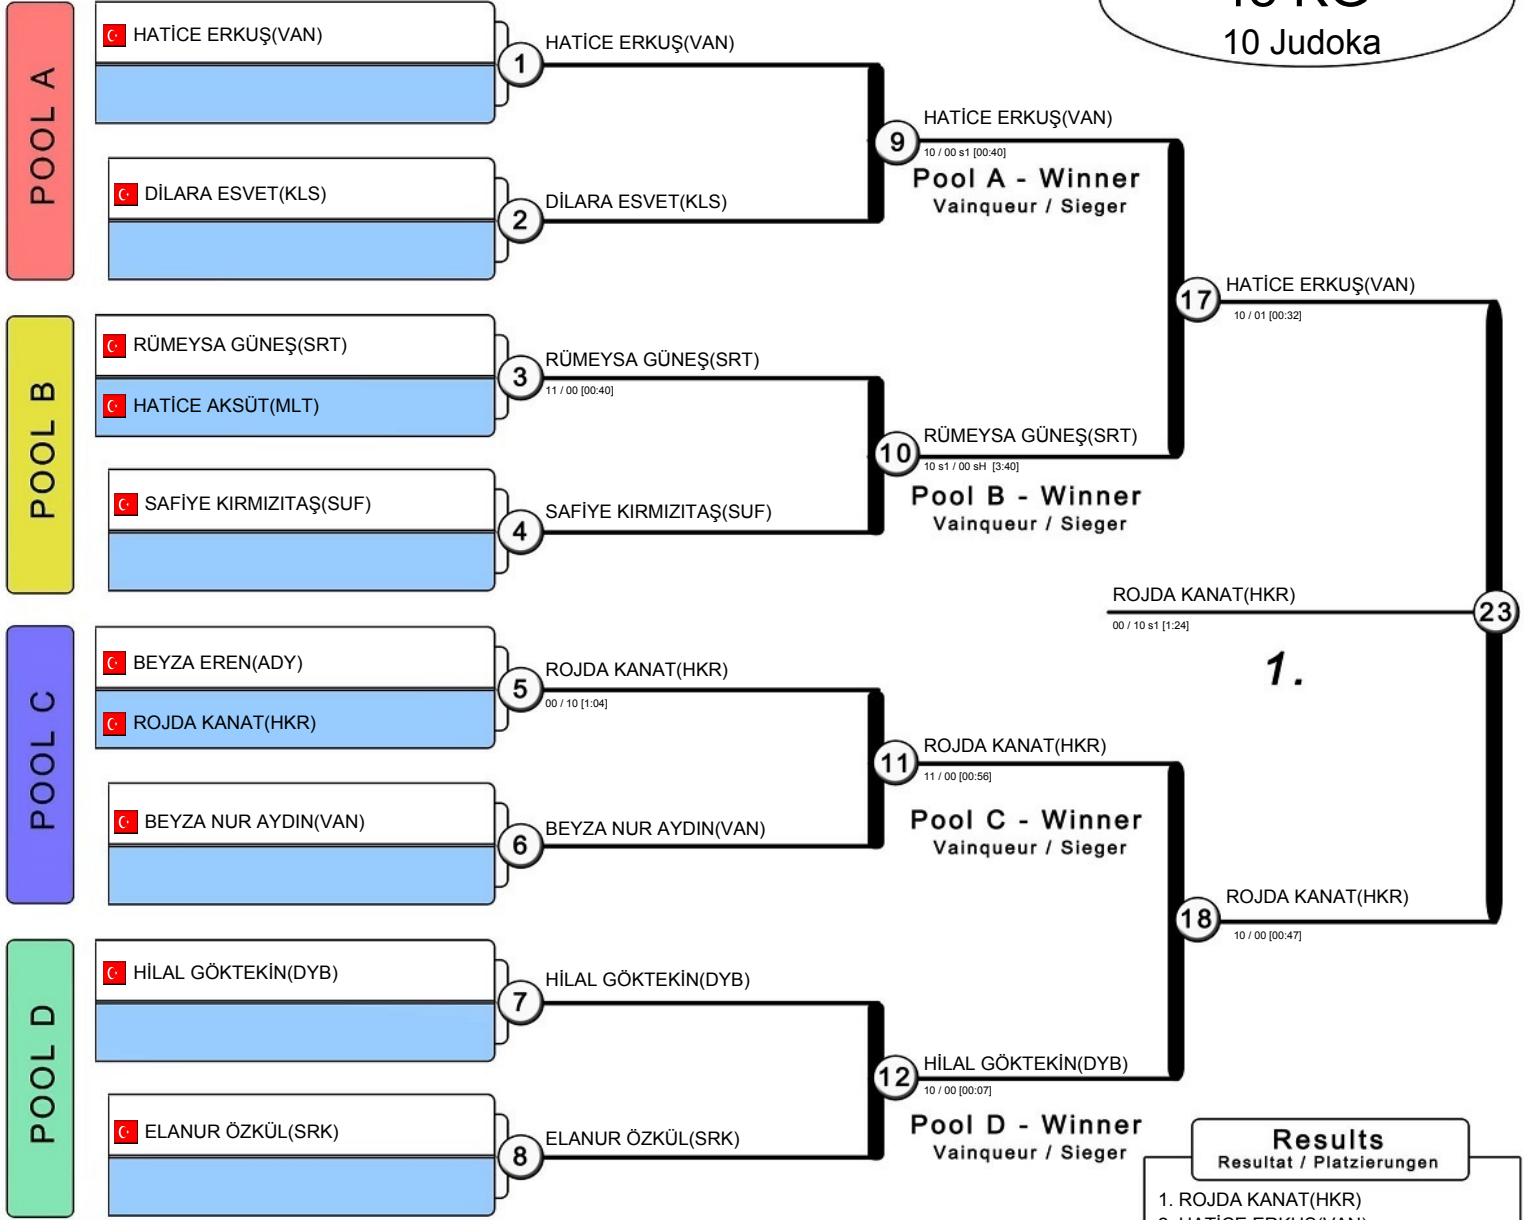 10 Judoka
POOL A
HATİCE ERKUŞ(VAN)
1
HATİCE ERKUŞ(VAN)
DİLARA ESVET(KLS)
2
DİLARA ESVET(KLS)
9
HATİCE ERKUŞ(VAN)
10 / 00 s1 [00:40]
Pool A - Winner
Vainqueur / Sieger
POOL B
RÜMEYSA GÜNEŞ(SRT)
HATİCE AKSÜT(MLT)
3
RÜMEYSA GÜNEŞ(SRT)
11 / 00 [00:40]
SAFİYE KIRMIZITAŞ(SUF)
4
SAFİYE KIRMIZITAŞ(SUF)
10
RÜMEYSA GÜNEŞ(SRT)
10 s1 / 00 sH [3:40]
Pool B - Winner
Vainqueur / Sieger
17
HATİCE ERKUŞ(VAN)
10 / 01 [00:32]
POOL C
BEYZA EREN(ADY)
ROJDA KANAT(HKR)
5
ROJDA KANAT(HKR)
00 / 10 [1:04]
BEYZA NUR AYDIN(VAN)
6
BEYZA NUR AYDIN(VAN)
11
ROJDA KANAT(HKR)
11 / 00 [00:56]
Pool C - Winner
Vainqueur / Sieger
POOL D
HİLAL GÖKTEKİN(DYB)
7
HİLAL GÖKTEKİN(DYB)
ELANUR ÖZKÜL(SRK)
8
ELANUR ÖZKÜL(SRK)
12
HİLAL GÖKTEKİN(DYB)
10 / 00 [00:07]
Pool D - Winner
Vainqueur / Sieger
18
ROJDA KANAT(HKR)
10 / 00 [00:47]
ROJDA KANAT(HKR)
00 / 10 s1 [1:24]
23
1.
Results
Resultat / Platzierungen
1. ROJDA KANAT(HKR)
2. HATİCE ERKUŞ(VAN)